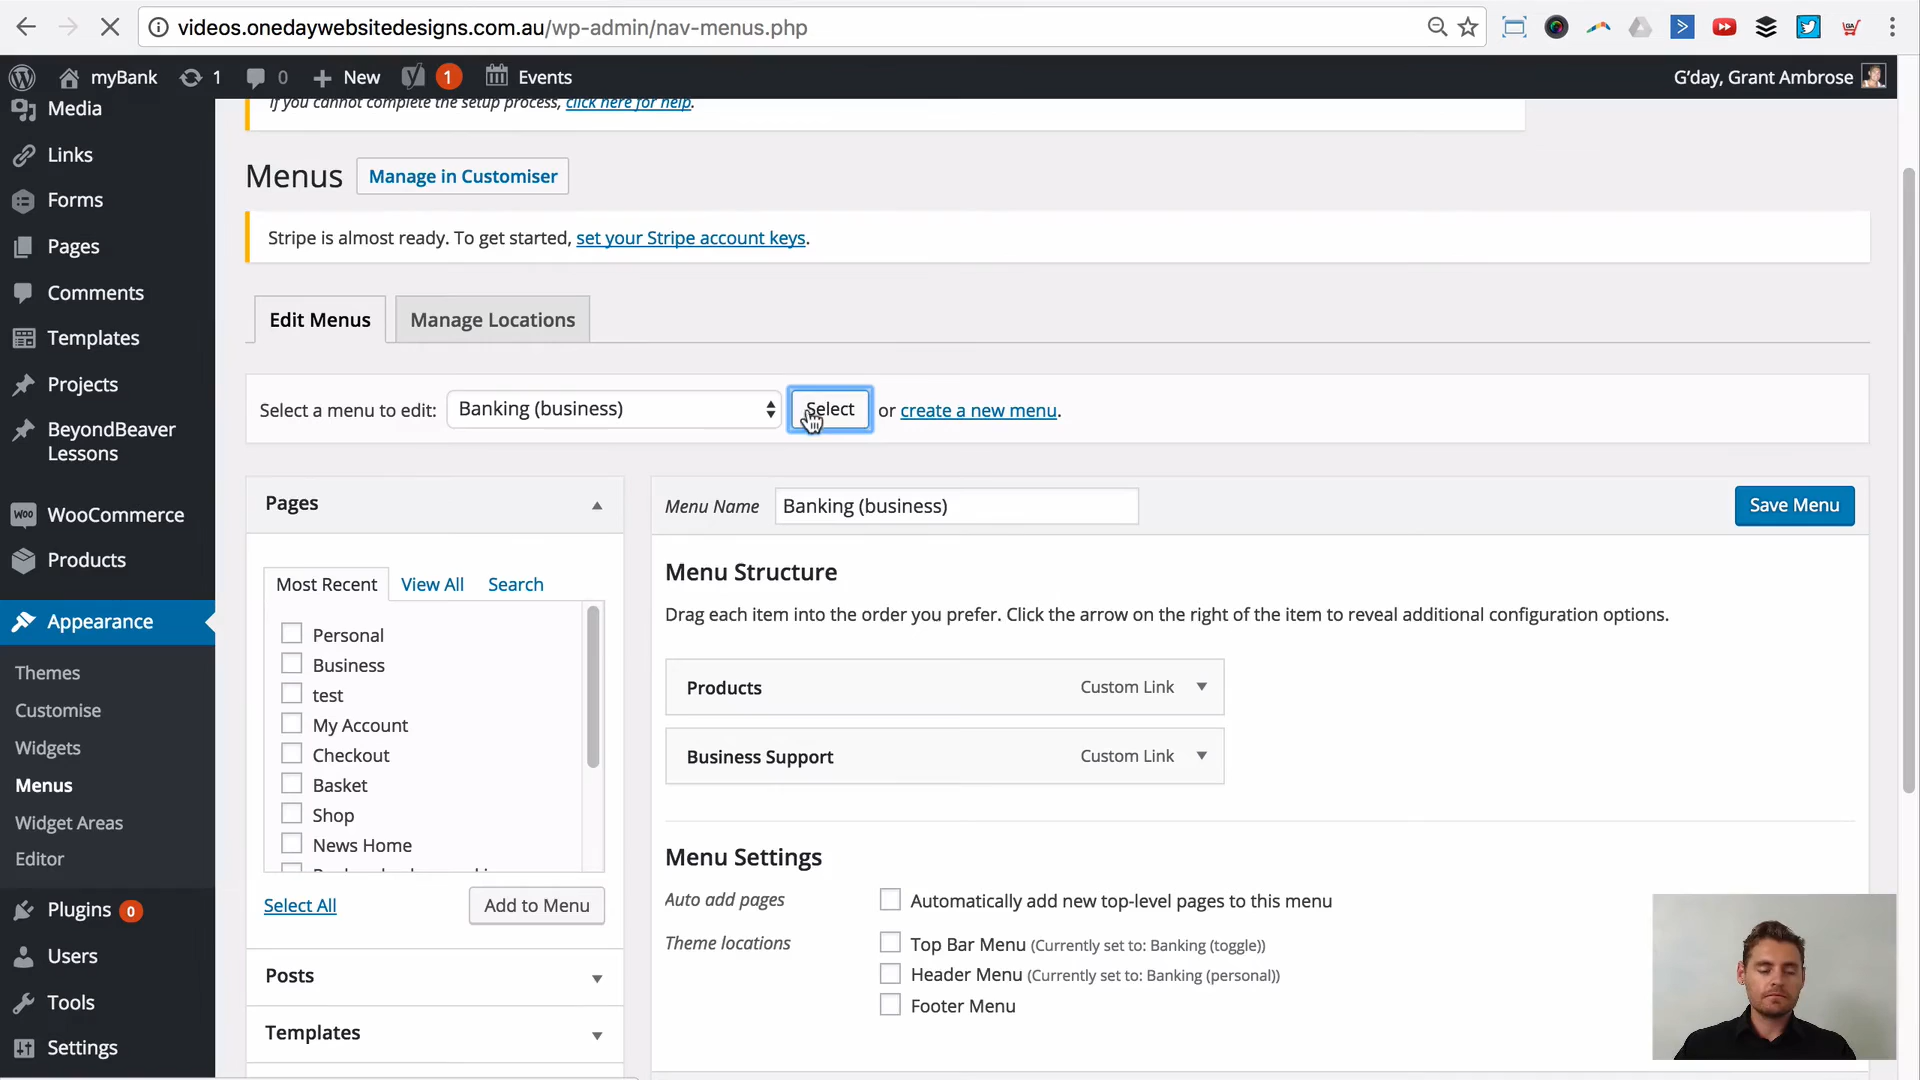 videos.onedaywebsitedesigns.com.au/wp-admin/nav-menus.php
myBank 1 0 New 1 Events G'day, Grant Ambrose
Media
Links
Forms
Pages
Comments
Templates
Projects
BeyondBeaver
Lessons
WooCommerce
Products
Appearance
Themes
Customise
Widgets
Menus
Widget Areas
Editor
Plugins 0
Users
Tools
Settings
If you cannot complete the setup process, click here for help.
Menus Manage in Customiser
Stripe is almost ready. To get started, set your Stripe account keys.
Edit Menus Manage Locations
Select a menu to edit: Banking (business) Select or create a new menu.
Pages
Most Recent View All Search
Personal
Business
test
My Account
Checkout
Basket
Shop
News Home
Select All Add to Menu
Posts
Templates
Menu Name Banking (business) Save Menu
Menu Structure
Drag each item into the order you prefer. Click the arrow on the right of the item to reveal additional configuration options.
Products Custom Link
Business Support Custom Link
Menu Settings
Auto add pages Automatically add new top-level pages to this menu
Theme locations Top Bar Menu (Currently set to: Banking (toggle))
Header Menu (Currently set to: Banking (personal))
Footer Menu